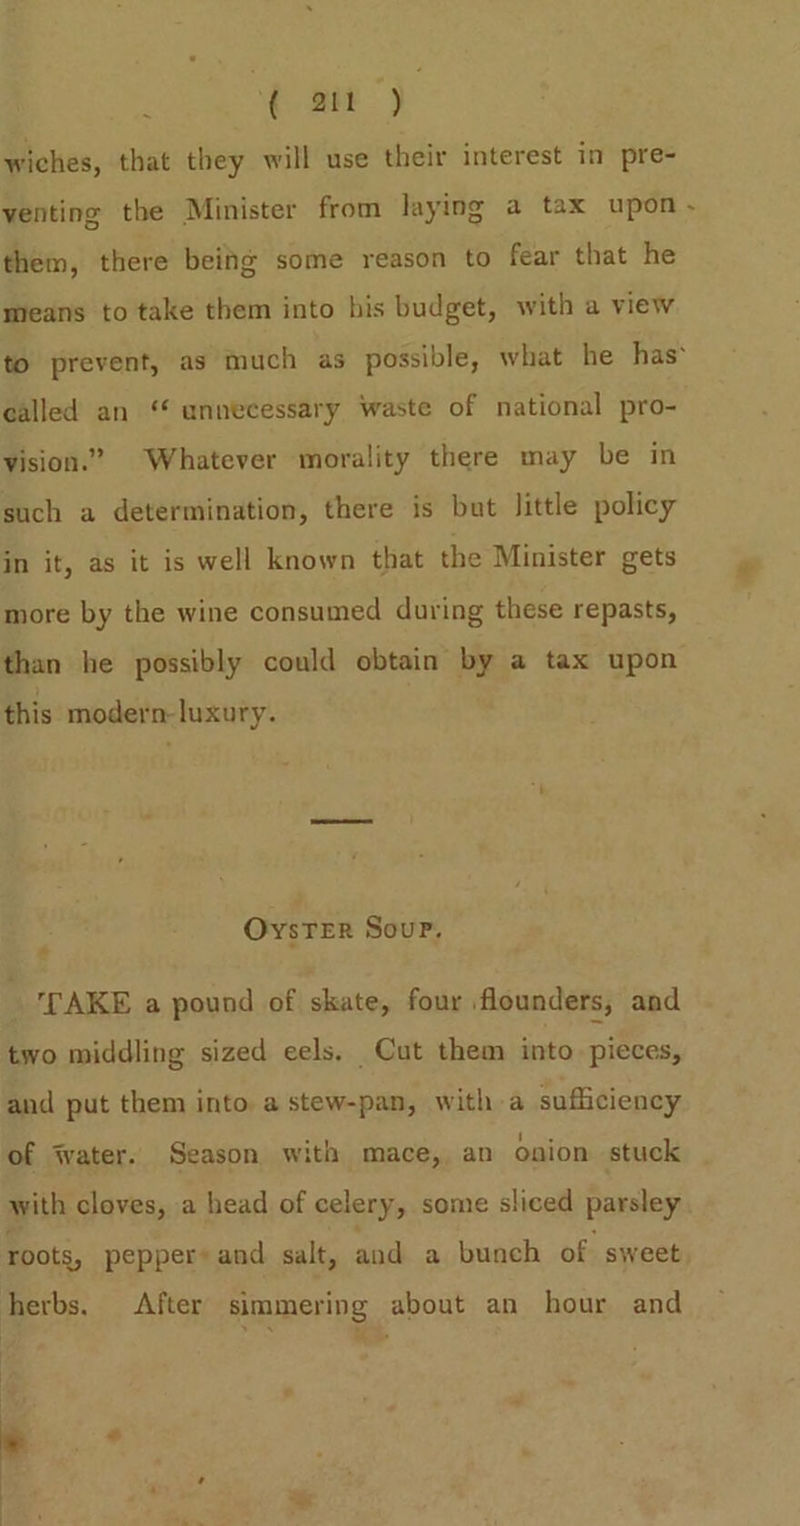 ( 211 )
wiches, that they will use their interest in pre-
venting the Minister from laying a tax upon
them, there being some reason to fear that he
means to take them into his budget, with a view
to prevent, as much as possible, what he has
called an “ unnecessary waste of national pro-
vision.” Whatever morality there may be in
such a determination, there is but little policy
in it, as it is well known that the Minister gets
more by the wine consumed during these repasts,
than he possibly could obtain by a tax upon
this modern luxury.
OYSTER SOUP.
TAKE a pound of skate, four flounders, and
two middling sized eels. Cut them into pieces,
and put them into a stew-pan, with a sufficiency
of water. Season with mace, an onion stuck
with cloves, a head of celery, some sliced parsley
roots, pepper and salt, and a bunch of sweet
herbs. After simmering about an hour and